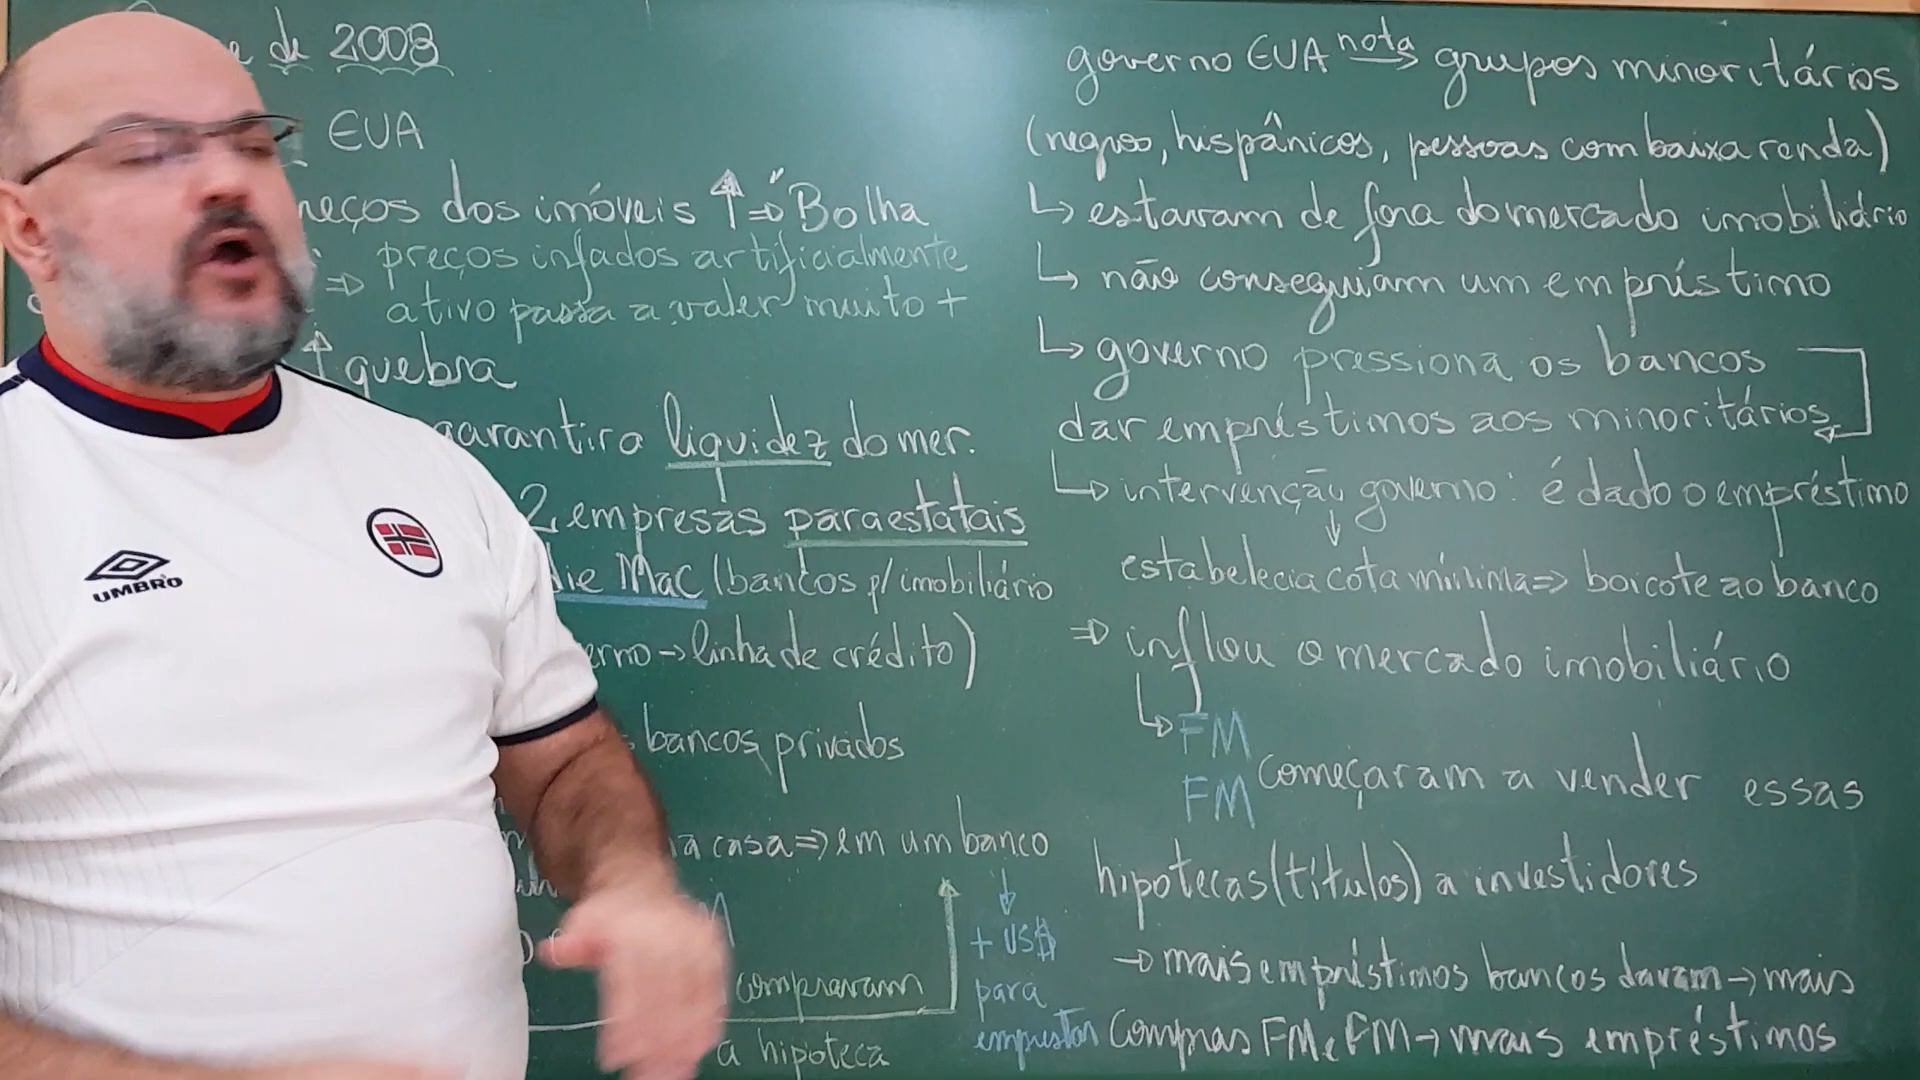 de 2008
EUA
preços dos imóveis ↑ ⇒ "Bolha
⇒ preços inflados artificialmente
ativo passa a valer muito +
↑ quebra
garantir a liquidez do mer.
2 empresas paraestatais
die Mac (bancos p/ imobiliário
erno → linha de crédito)
bancos privados
a casa ⇒ em um banco
compravam
a hipoteca
+ US$
para
emprestar
UMBRO
governo EUA nota → grupos minoritários
(negros, hispânicos, pessoas com baixa renda)
↳ estavam de fora do mercado imobiliário
↳ não conseguiam um empréstimo
↳ governo pressiona os bancos
dar empréstimos aos minoritários
↳ intervenção governo: é dado o empréstimo
↓
estabelecia cota mínima ⇒ boicote ao banco
⇒ inflou o mercado imobiliário
↳ FM
FM começaram a vender essas
hipotecas (títulos) a investidores
→ mais empréstimos bancos davam → mais
compras FM e FM → mais empréstimos